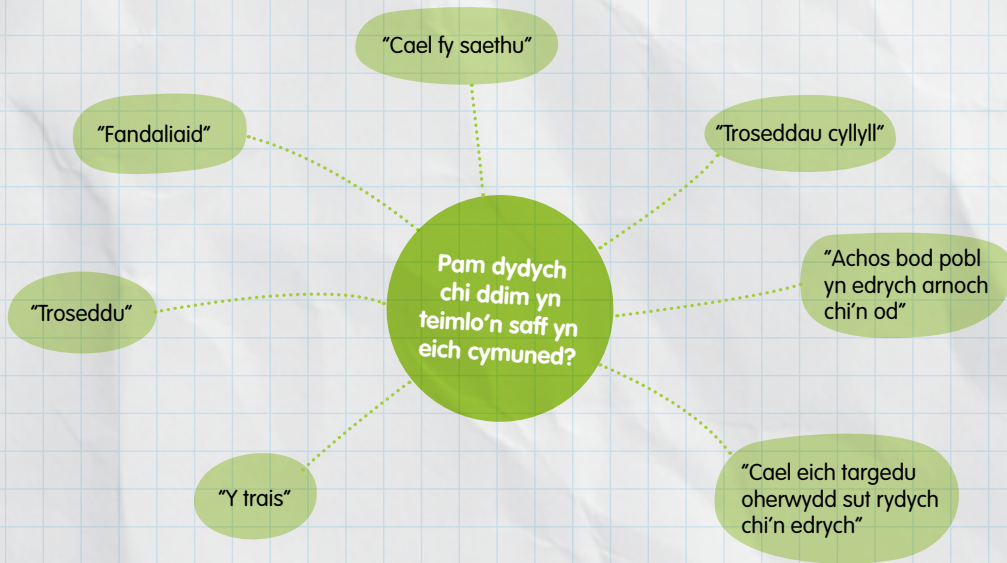 "Cael fy saethu"
"Fandaliaid"
"Troseddau cyllyll"
Pam dydych
chi ddim yn
teimlo'n saff yn
eich cymuned?
"Achos bod pobl
yn edrych arnoch
chi'n od"
"Troseddu"
"Y trais"
"Cael eich targedu
oherwydd sut rydych
chi'n edrych"